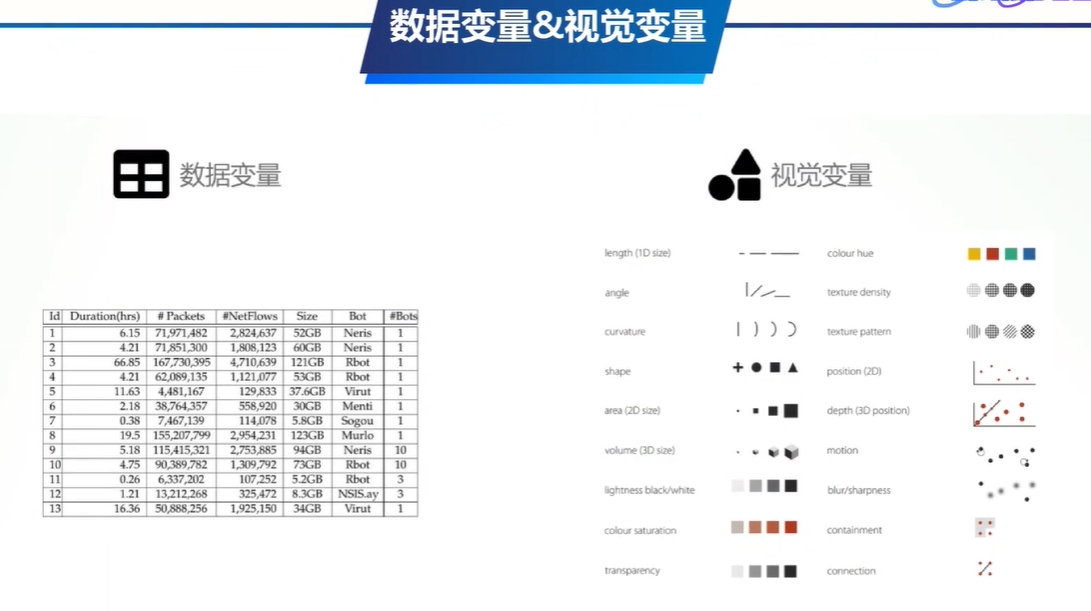 数据变量&视觉变量
数据变量
视觉变量
Id Duration(hrs) # Packets #NetFlows Size Bot #Bots
1 6.15 71,971,482 2,824,637 52GB Neris 1
2 4.21 71,851,300 1,808,123 60GB Neris 1
3 66.85 167,730,395 4,710,639 121GB Rbot 1
4 4.21 62,089,135 1,121,077 53GB Rbot 1
5 11.63 4,481,167 129,833 37.6GB Virut 1
6 2.18 38,764,357 558,920 30GB Menti 1
7 0.38 7,467,139 114,078 5.8GB Sogou 1
8 19.5 155,207,799 2,954,231 123GB Murlo 1
9 5.18 115,415,321 2,753,885 94GB Neris 10
10 4.75 90,389,782 1,309,792 73GB Rbot 10
11 0.26 6,337,202 107,252 5.2GB Rbot 3
12 1.21 13,212,268 325,472 8.3GB NSIS.ay 3
13 16.36 50,888,256 1,925,150 34GB Virut 1
length (1D size)
angle
curvature
shape
area (2D size)
volume (3D size)
lightness black/white
colour saturation
transparency
colour hue
texture density
texture pattern
position (2D)
depth (3D position)
motion
blur/sharpness
containment
connection